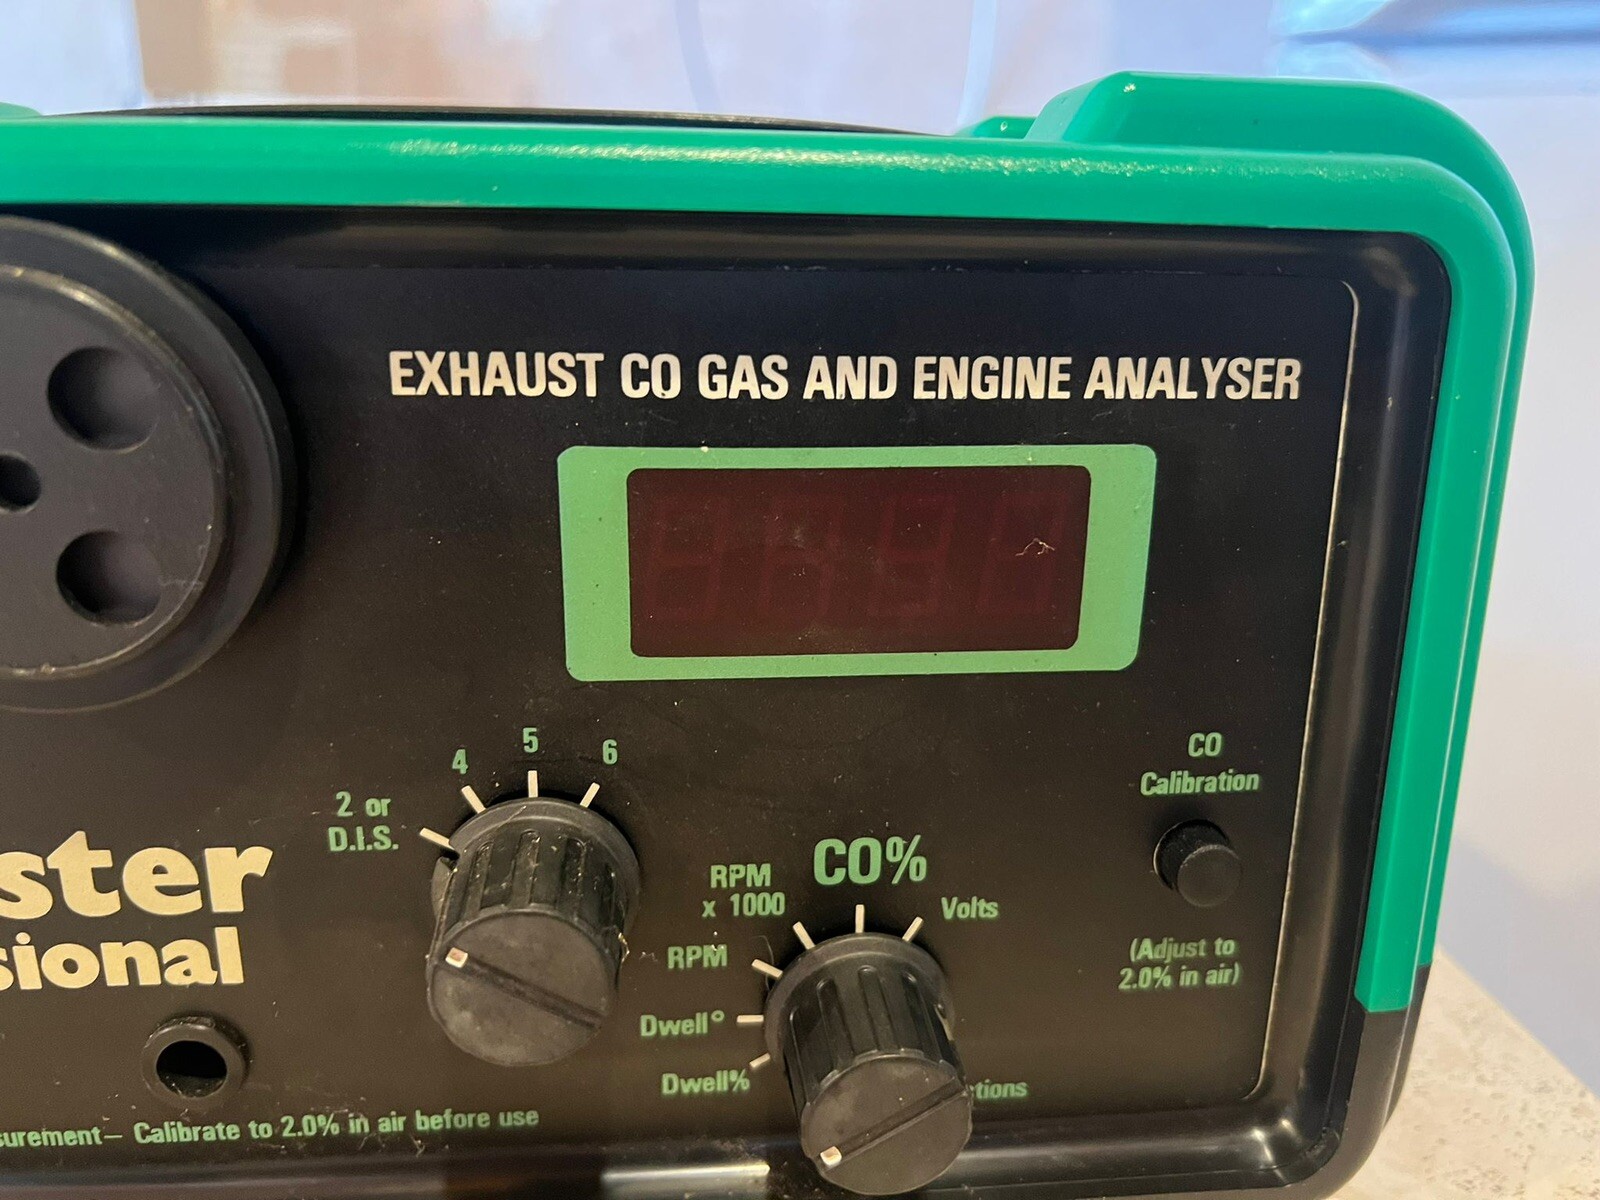 EXHAUST CO GAS AND ENGINE ANALYSER
4 5 6
2 or
D.I.S.
CO
Calibration
(Adjust to
2.0% in air)
CO%
RPM
x 1000
Volts
RPM
Dwell°
Dwell%
ster
sional
surement– Calibrate to 2.0% in air before use
tions